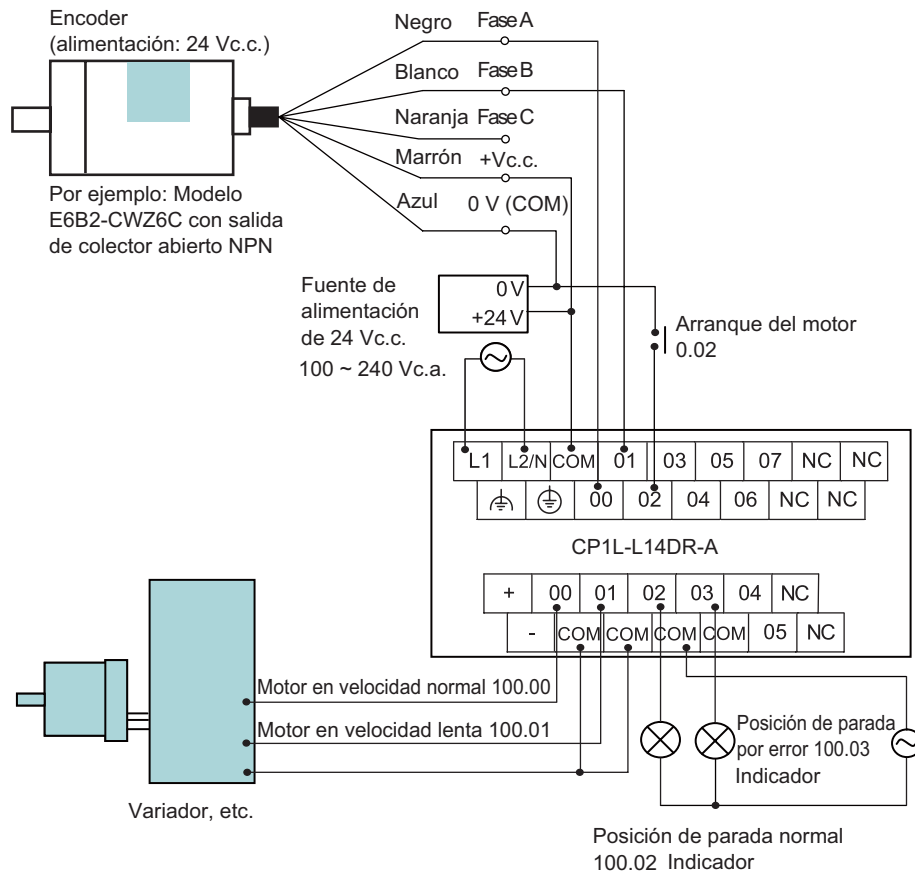 Encoder
(alimentación: 24 Vc.c.)
Negro Fase A
Blanco Fase B
Naranja Fase C
Marrón +Vc.c.
Azul 0 V (COM)
Por ejemplo: Modelo
E6B2-CWZ6C con salida
de colector abierto NPN
Fuente de
alimentación
de 24 Vc.c.
0 V
+24 V
100 ~ 240 Vc.a.
Arranque del motor
0.02
L1 L2/N COM 01 03 05 07 NC NC
00 02 04 06 NC NC
CP1L-L14DR-A
+ 00 01 02 03 04 NC
- COM COM COM COM 05 NC
Motor en velocidad normal 100.00
Motor en velocidad lenta 100.01
Variador, etc.
Posición de parada
por error 100.03
Indicador
Posición de parada normal
100.02 Indicador